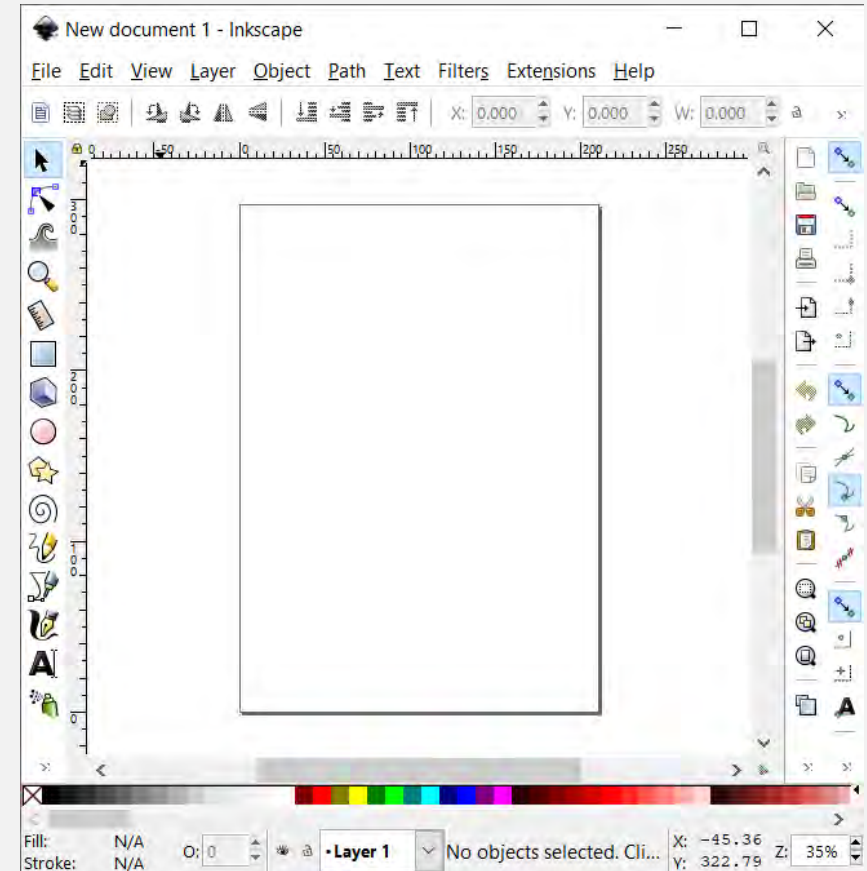 New document 1 - Inkscape
File Edit View Layer Object Path Text Filters Extensions Help
X: 0.000 Y: 0.000 W: 0.000
0 -50 0 50 100 150 200 250
300
200
100
0
Fill: N/A O: 0 • Layer 1 No objects selected. Cli... X: -45.36 Z: 35%
Stroke: N/A Y: 322.79